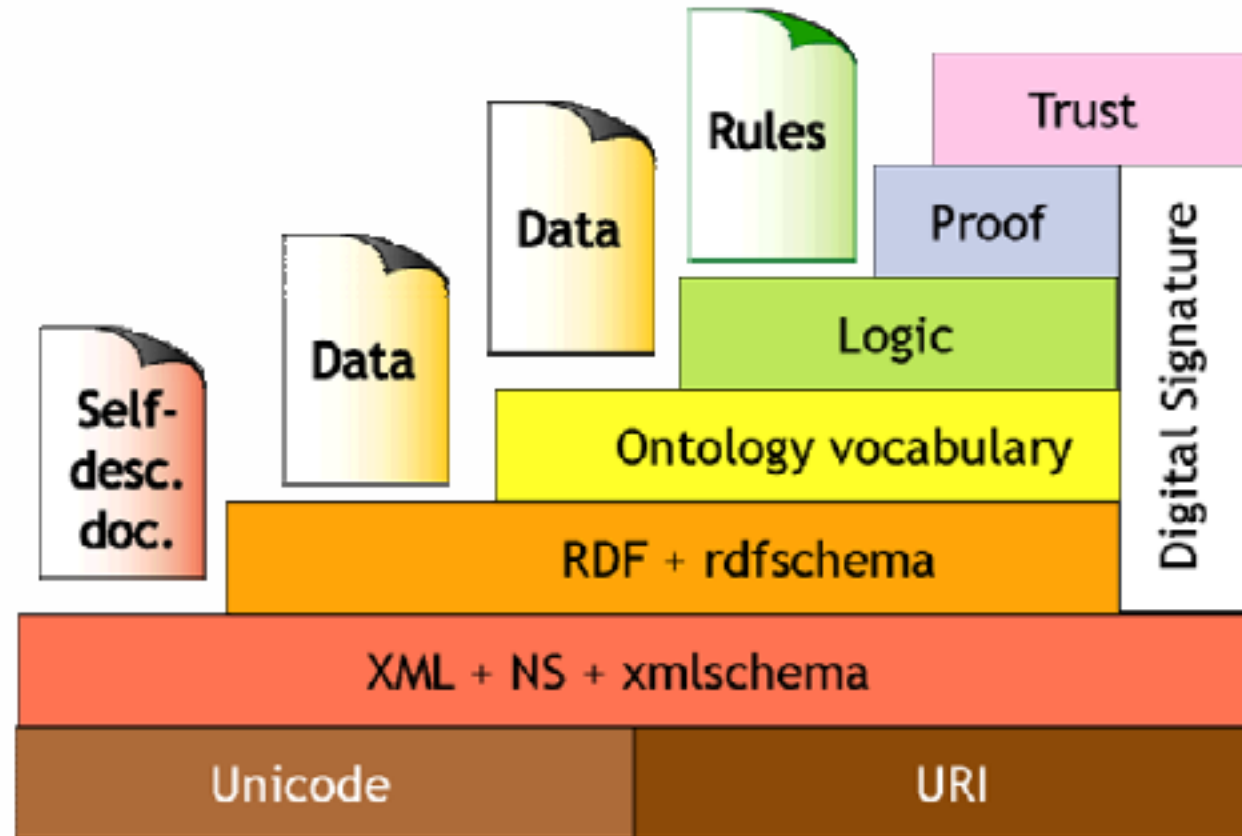 Rules
Trust
Data
Proof
Data
Logic
Self-
desc.
doc.
Digital Signature
Ontology vocabulary
RDF + rdfschema
XML + NS + xmlschema
Unicode
URI